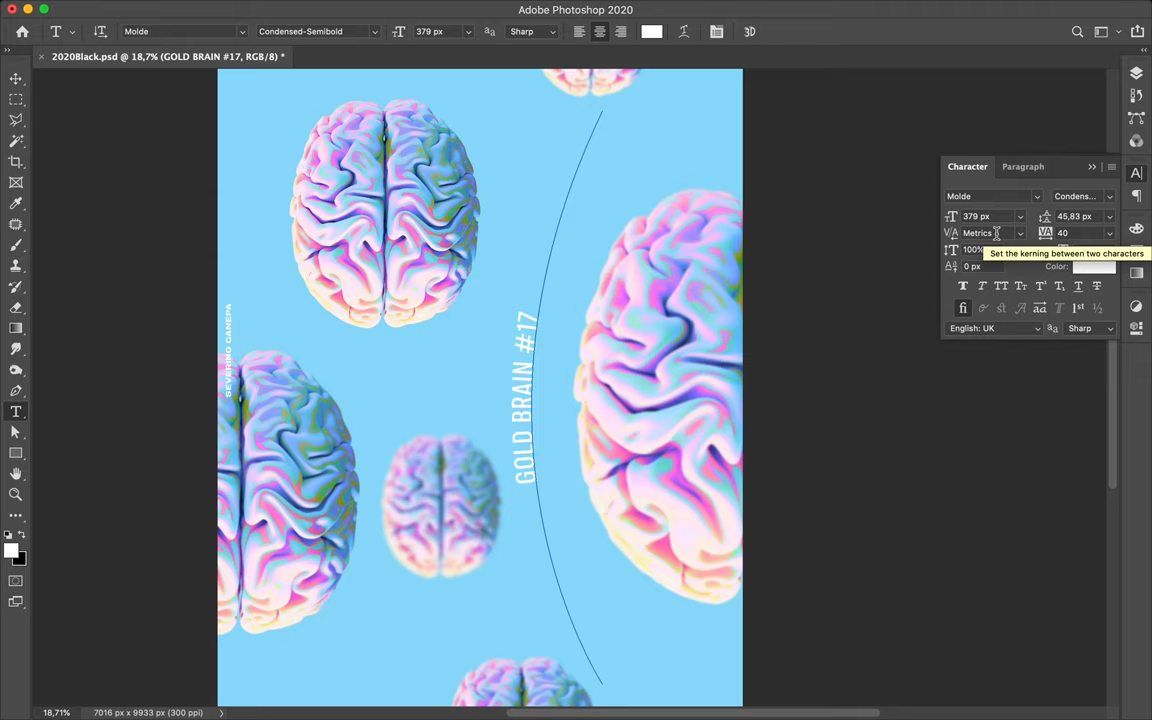 Adobe Photoshop 2020
Molde
Condensed-Semibold
379 px
Sharp
3D
2020Black.psd @ 18,7% (GOLD BRAIN #17, RGB/8) *
SEVERINO CANEPA
GOLD BRAIN #17
Character
Paragraph
Molde
Condens...
379 px
45,83 px
Metrics
40
100%
Set the kerning between two characters
0 px
Color:
English: UK
Sharp
18,71%
7016 px x 9933 px (300 ppi)